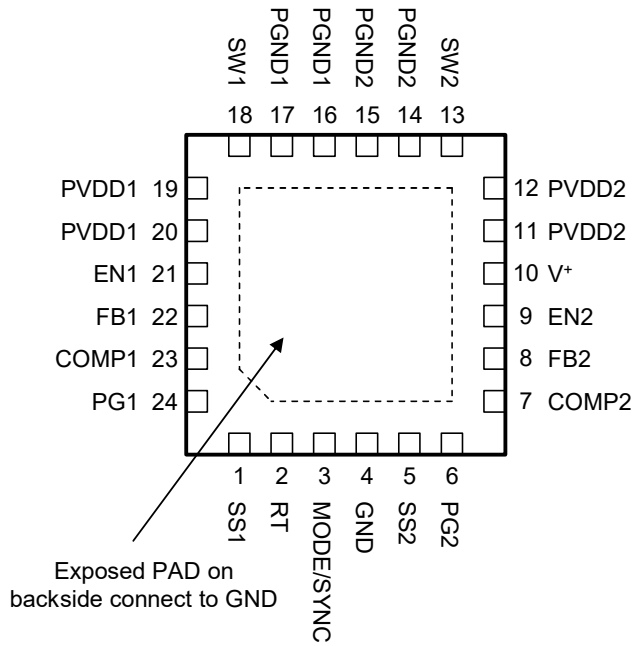 SW1
PGND1
PGND1
PGND2
PGND2
SW2
18 17 16 15 14 13
PVDD1 19
PVDD1 20
EN1 21
FB1 22
COMP1 23
PG1 24
12 PVDD2
11 PVDD2
10 V⁺
9 EN2
8 FB2
7 COMP2
1 2 3 4 5 6
SS1
RT
MODE/SYNC
GND
SS2
PG2
Exposed PAD on
backside connect to GND